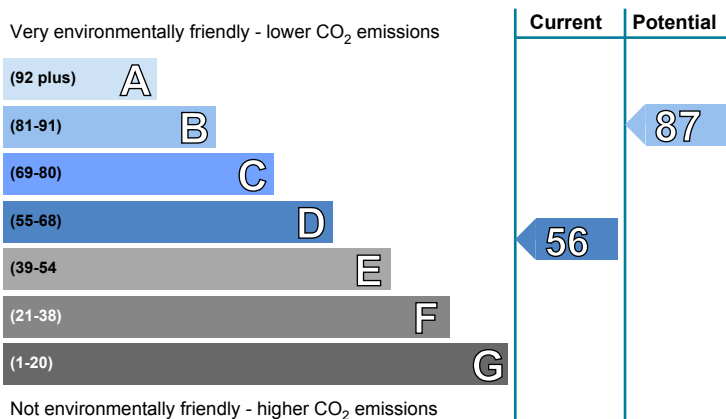 Current Potential
Very environmentally friendly - lower CO2 emissions
(92 plus) A
(81-91) B
87
(69-80) C
(55-68) D
56
(39-54 E
(21-38) F
(1-20) G
Not environmentally friendly - higher CO2 emissions